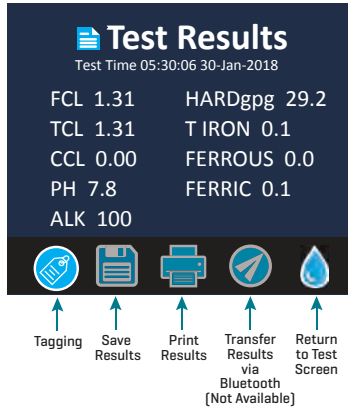 Test Results
Test Time 05:30:06 30-Jan-2018
FCL 1.31
TCL 1.31
CCL 0.00
PH 7.8
ALK 100
HARDgpg 29.2
T IRON 0.1
FERROUS 0.0
FERRIC 0.1
Tagging
Save
Results
Print
Results
Transfer
Results
via
Bluetooth
(Not Available)
Return
to Test
Screen